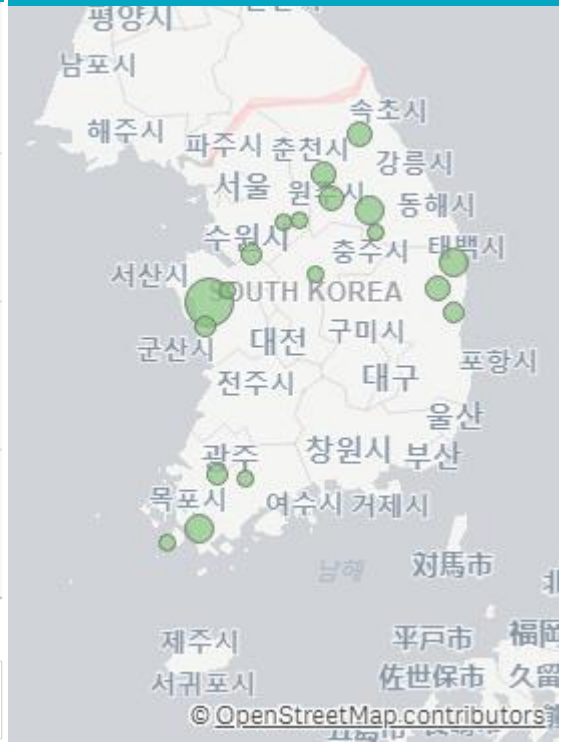 평양시
남포시
속초시
해주시
파주시
춘천시
강릉시
서울
원주시
동해시
수원시
충주시
태백시
서산시
SOUTH KOREA
대전
구미시
군산시
포항시
전주시
대구
울산
광주
창원시
부산
목포시
여수시
거제시
남해
対馬市
제주시
平戸市
福岡
서귀포시
佐世保市
久留
© OpenStreetMap contributors